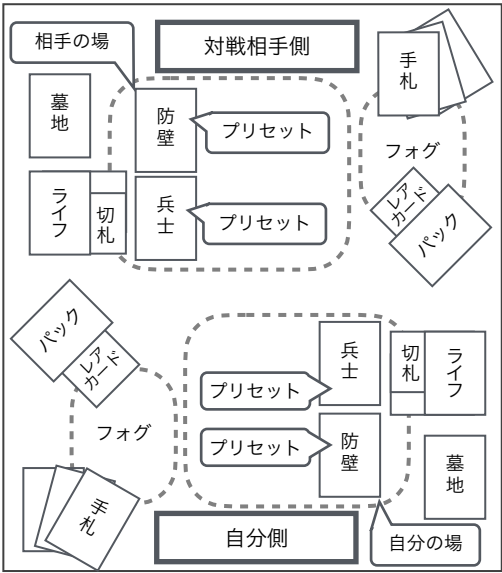 相手の場
対戦相手側
手札
墓地
防壁
プリセット
フォグ
ライフ
切札
兵士
プリセット
レア
カード
パック
パック
レア
カード
兵士
切札
ライフ
プリセット
フォグ
プリセット
防壁
墓地
手札
自分側
自分の場